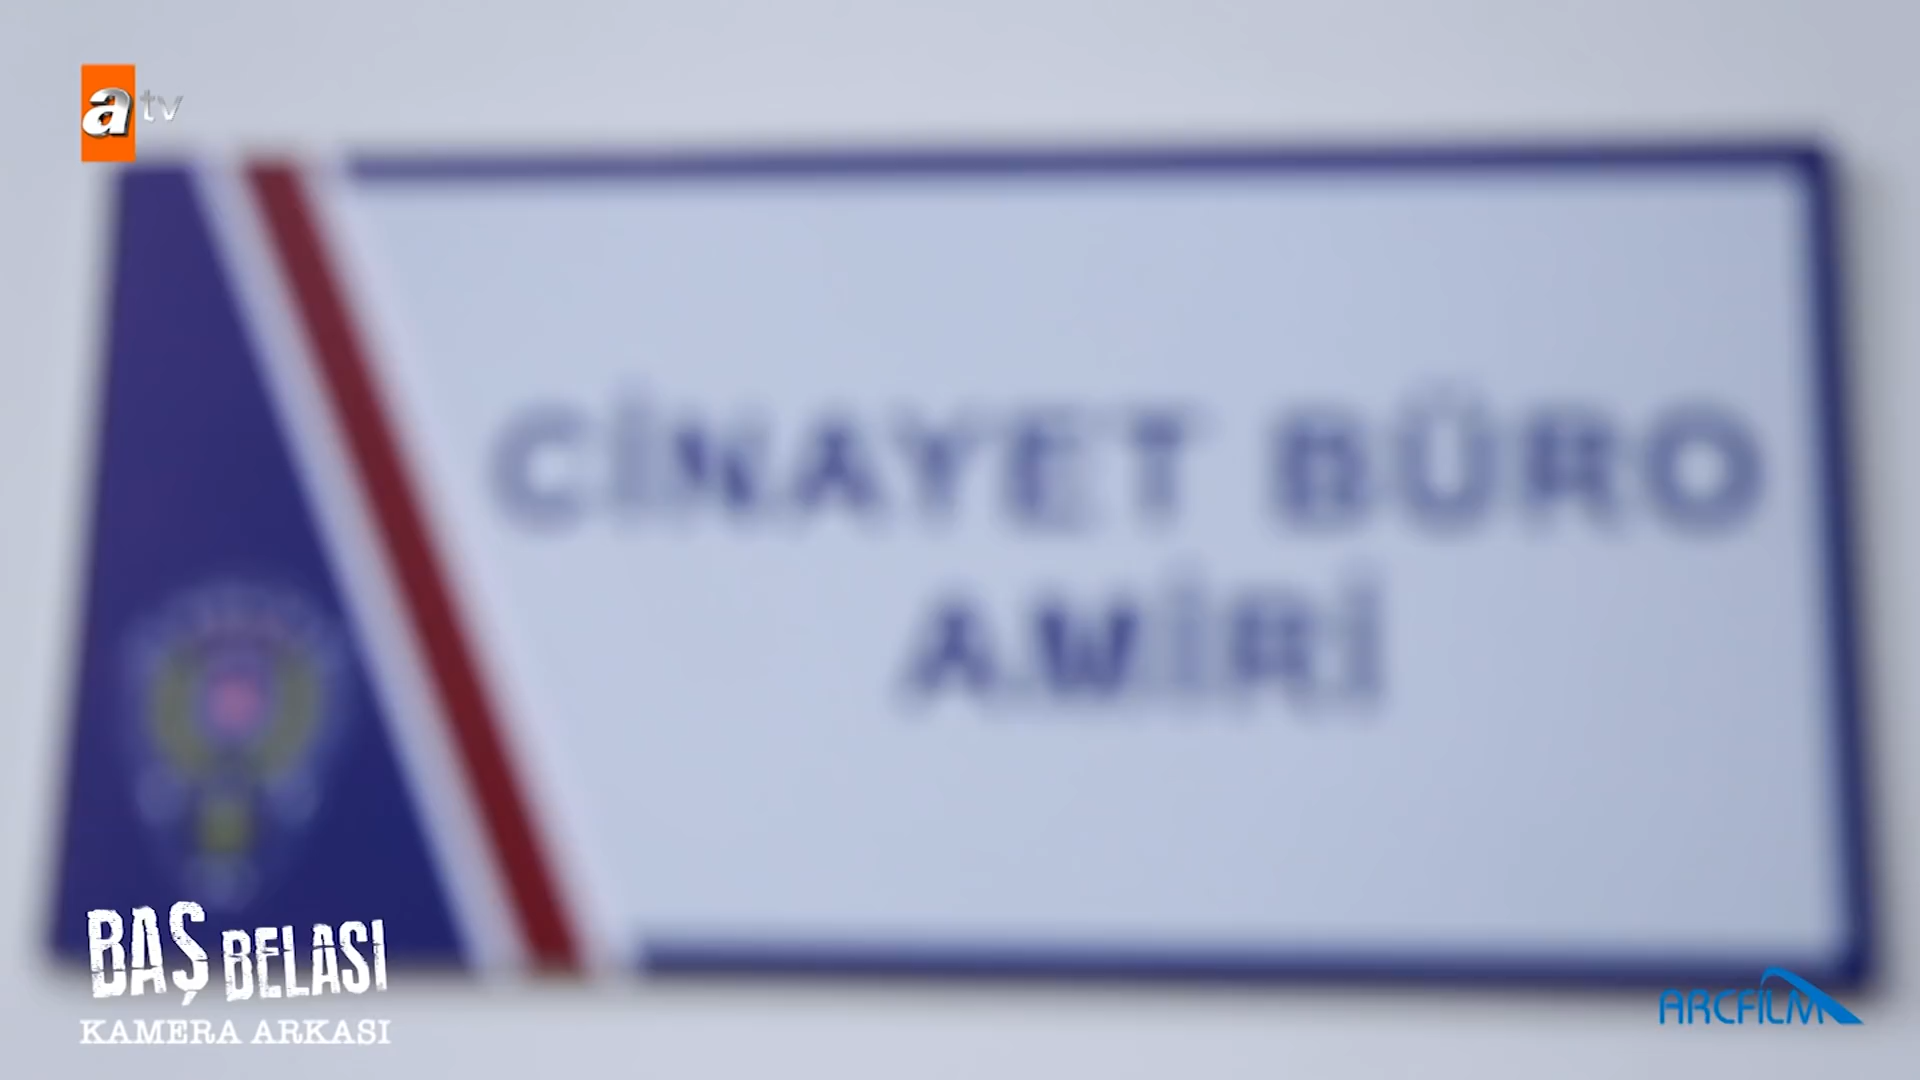 atv
CİNAYET BÜRO
AMİRİ
BAŞ BELASI
KAMERA ARKASI
ARCFILM